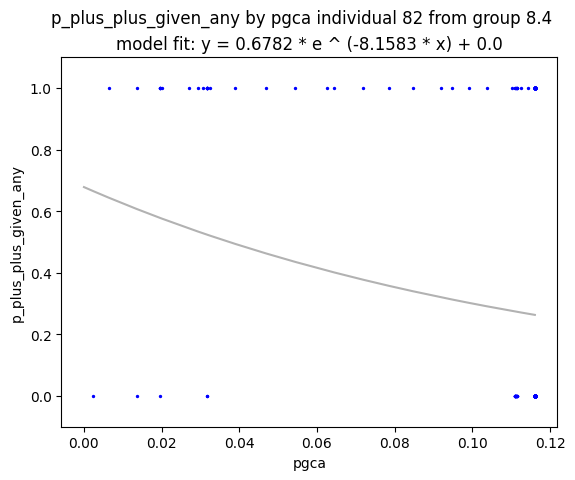 p_plus_plus_given_any by pgca individual 82 from group 8.4
model fit: y = 0.6782 * e ^ (-8.1583 * x) + 0.0
1.0
0.8
0.6
0.4
0.2
0.0
p_plus_plus_given_any
0.00 0.02 0.04 0.06 0.08 0.10 0.12
pgca